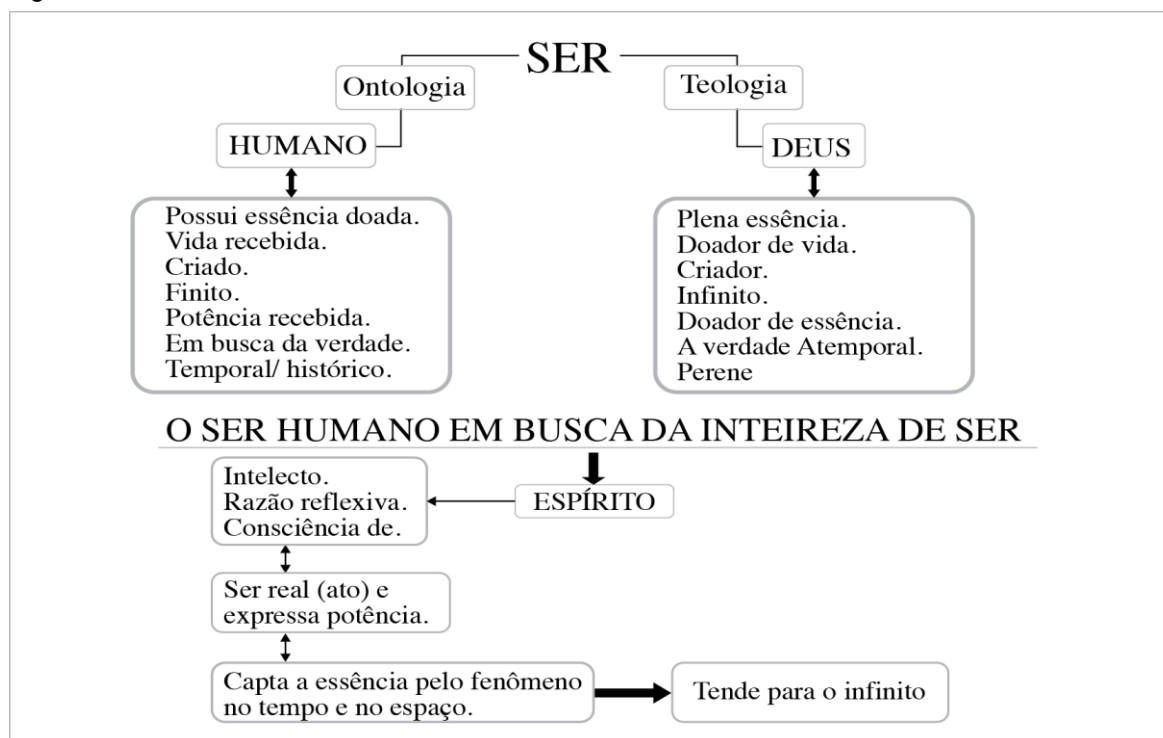 SER
Ontologia
Teologia
HUMANO
DEUS
Possui essência doada.
Vida recebida.
Criado.
Finito.
Potência recebida.
Em busca da verdade.
Temporal/ histórico.
Plena essência.
Doador de vida.
Criador.
Infinito.
Doador de essência.
A verdade Atemporal.
Perene
O SER HUMANO EM BUSCA DA INTEIREZA DE SER
ESPÍRITO
Intelecto.
Razão reflexiva.
Consciência de.
Ser real (ato) e
expressa potência.
Capta a essência pelo fenômeno
no tempo e no espaço.
Tende para o infinito